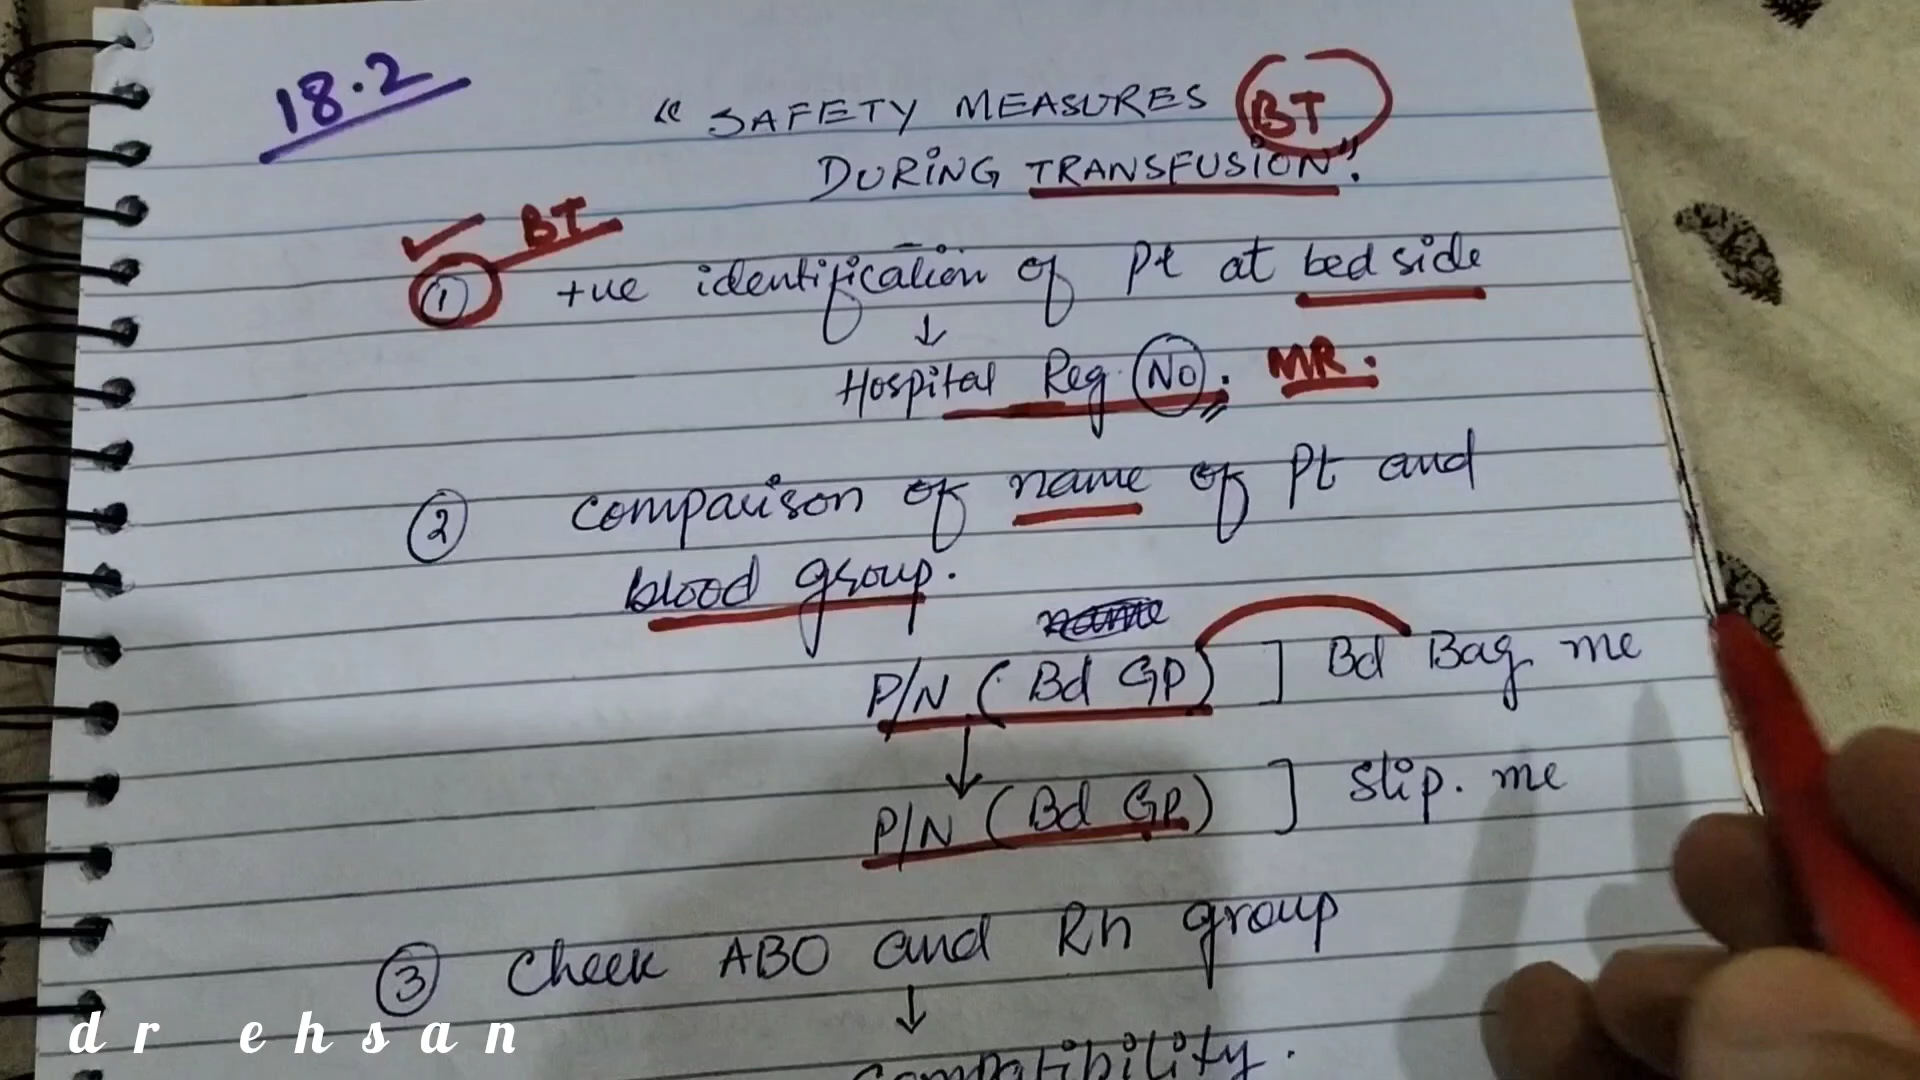 18.2
“ SAFETY MEASURES BT
DURING TRANSFUSION”.
BT
① +ve identification of Pt at bed side
↓
Hospital Reg. No. MR.
② comparison of name of Pt and
blood group.
P/N ( Bd GP) ] Bd Bag me
↓
P/N ( Bd GP) ] slip. me
③ Check ABO and Rh group
↓
compatibility.
dr ehsan